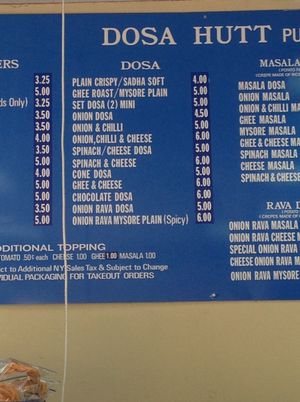 DOSA HUTT PU
ERS DOSA MASALA
3.25 PLAIN CRISPY/SADHA SOFT 4.00
5.00 GHEE ROAST/MYSORE PLAIN 5.00 MASALA DOSA
ds Only) 3.25 SET DOSA (2) MINI 5.00 ONION MASALA
3.50 ONION DOSA 4.50 ONION & CHILLI MA
3.50 ONION & CHILLI 5.00 GHEE MASALA
4.00 ONION, CHILLI & CHEESE 6.00 MYSORE MASALA
3.50 SPINACH/CHEESE DOSA 5.00 GHEE & CHEESE MA
5.00 SPINACH & CHEESE 6.00 SPINACH MASALA
4.00 CONE DOSA 5.00 CHEESE MASALA
5.00 GHEE & CHEESE 6.00 SPINACH & CHEES
5.00 CHOCOLATE DOSA 5.00
3.50 ONION RAVA DOSA 5.00 RAVA D
5.00 ONION RAVA MYSORE PLAIN (Spicy) 6.00
ONION RAVA MASALA
DDITIONAL TOPPING ONION RAVA CHEESE M
OMATO .50¢ each CHEESE 1.00 GHEE 1.00 MASALA 1.00 SPECIAL ONION RAVA
ct to Additional NY Sales Tax & Subject to Change CHEESE ONION RAVA M
VIDUAL PACKAGING FOR TAKEOUT ORDERS ONION RAVA MYSORE